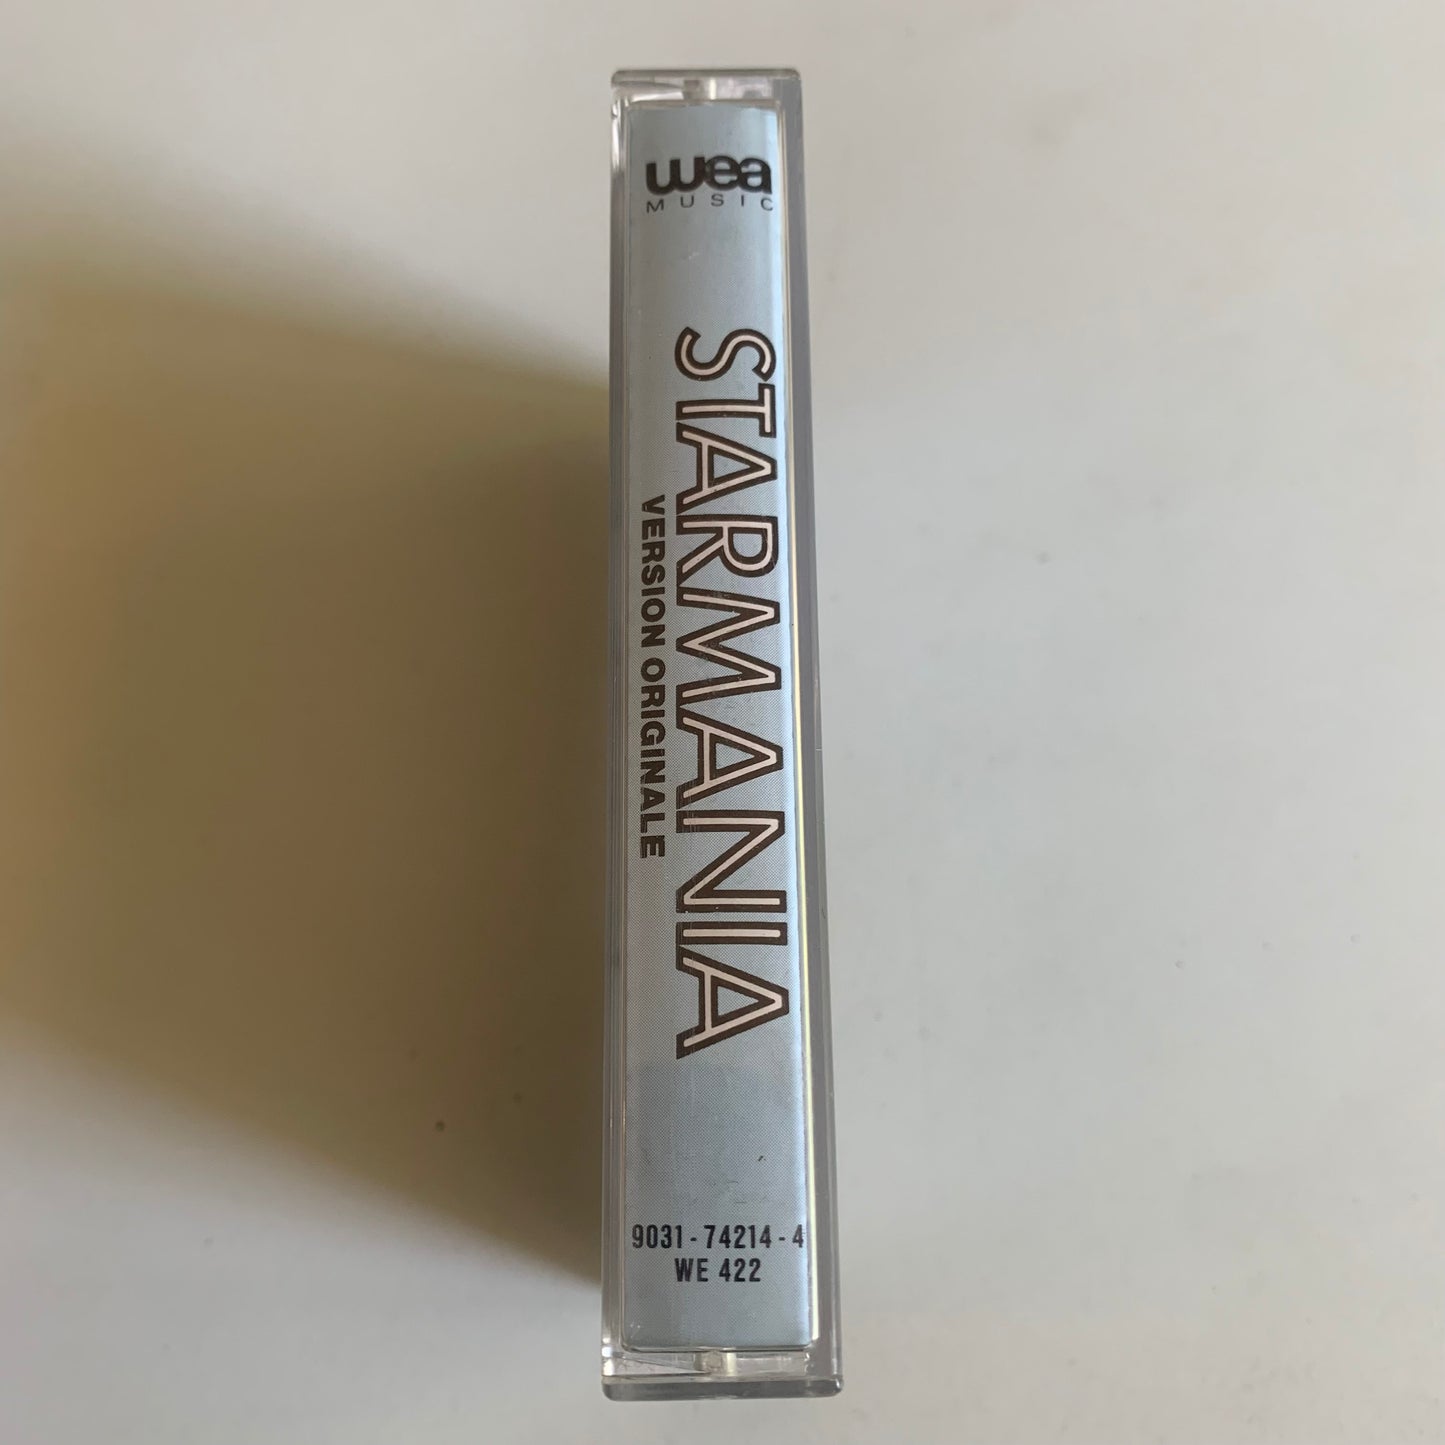 wea
MUSIC
STARMANIA
VERSION ORIGINALE
9031-74214-4
WE 422